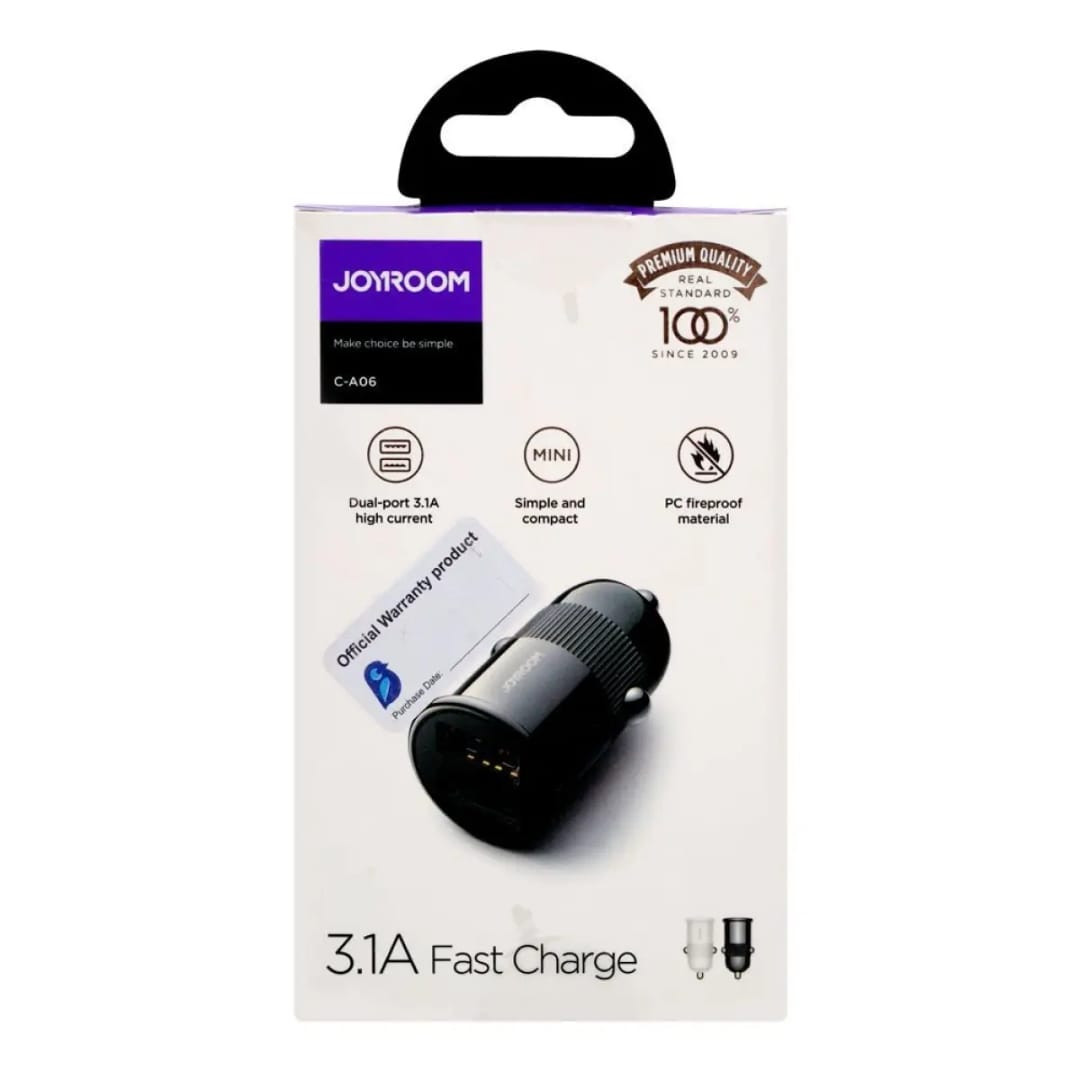 JOYROOM
Make choice be simple
C-A06
PREMIUM QUALITY
REAL
STANDARD
100%
SINCE 2009
MINI
Dual-port 3.1A
high current
Simple and
compact
PC fireproof
material
Official Warranty product
Purchase Date:
JOYROOM
3.1A Fast Charge